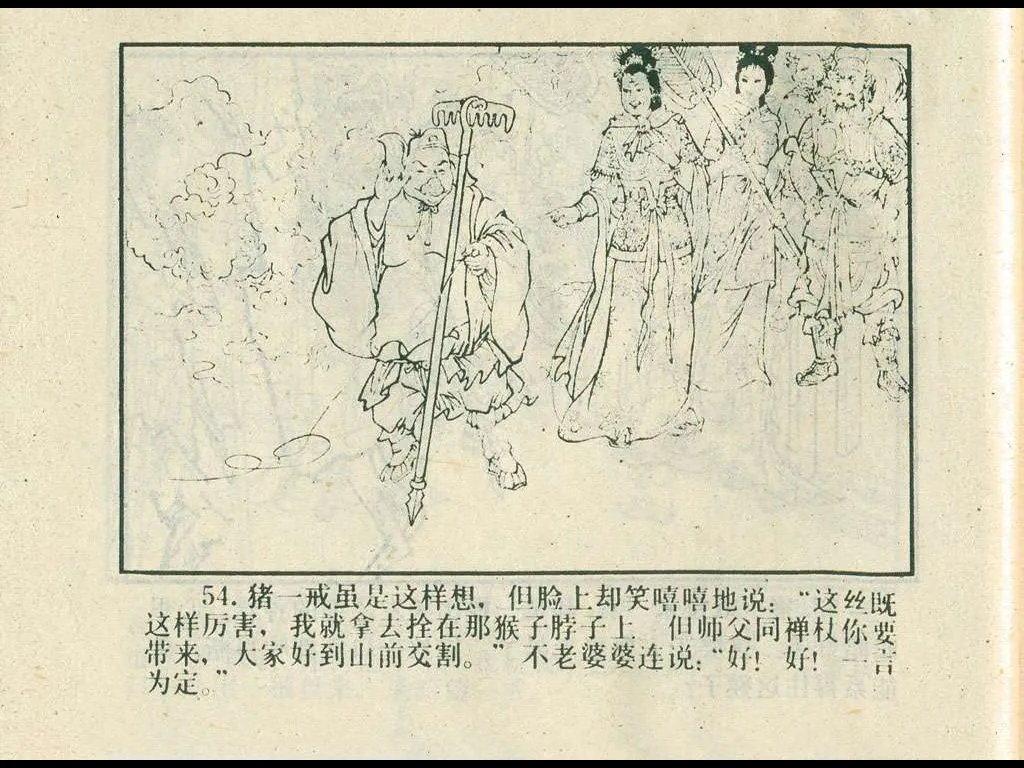 54. 猪一戒虽是这样想，但脸上却笑嘻嘻地说：“这丝既
这样厉害，我就拿去拴在那猴子脖子上 但师父同禅杖你要
带来，大家好到山前交割。”不老婆婆连说：“好！好！一言
为定。”